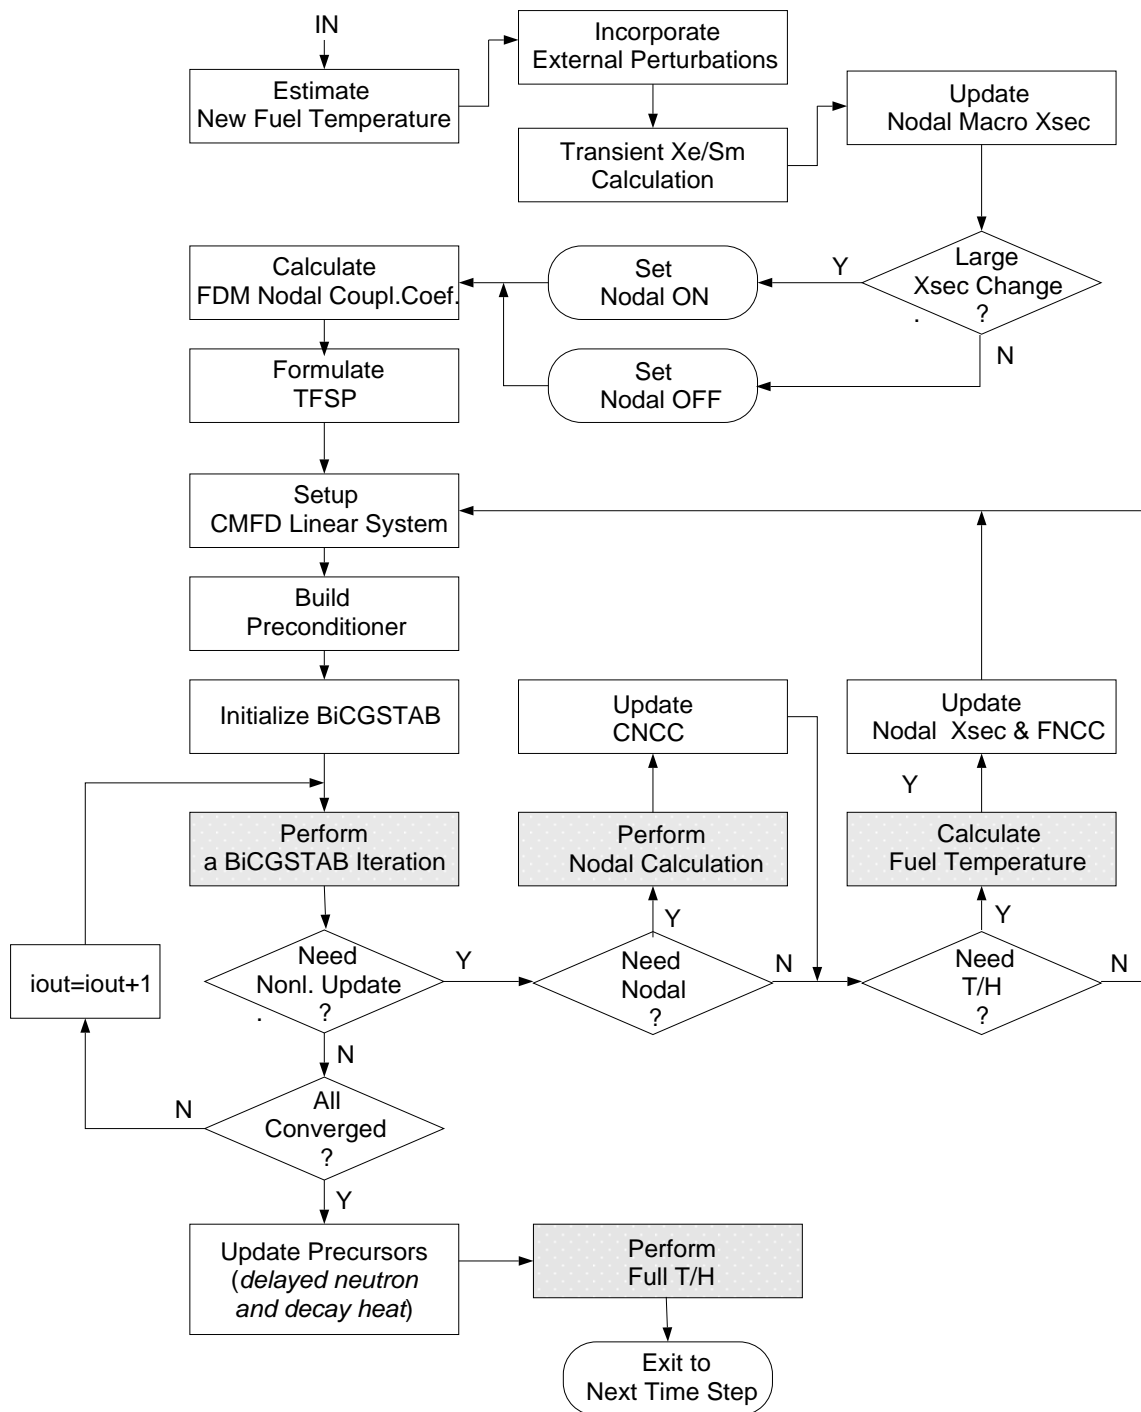 IN
Estimate
New Fuel Temperature
Incorporate
External Perturbations
Transient Xe/Sm
Calculation
Update
Nodal Macro Xsec
Large
Xsec Change
?
.
Y
N
Set
Nodal ON
Set
Nodal OFF
Calculate
FDM Nodal Coupl.Coef.
Formulate
TFSP
Setup
CMFD Linear System
Build
Preconditioner
Initialize BiCGSTAB
Perform
a BiCGSTAB Iteration
Need
Nonl. Update
?
.
Y
N
iout=iout+1
All
Converged
?
N
Y
Need
Nodal
?
Y
N
Perform
Nodal Calculation
Update
CNCC
Need
T/H
?
Y
N
Calculate
Fuel Temperature
Y
Update
Nodal Xsec & FNCC
Update Precursors
(delayed neutron
and decay heat)
Perform
Full T/H
Exit to
Next Time Step